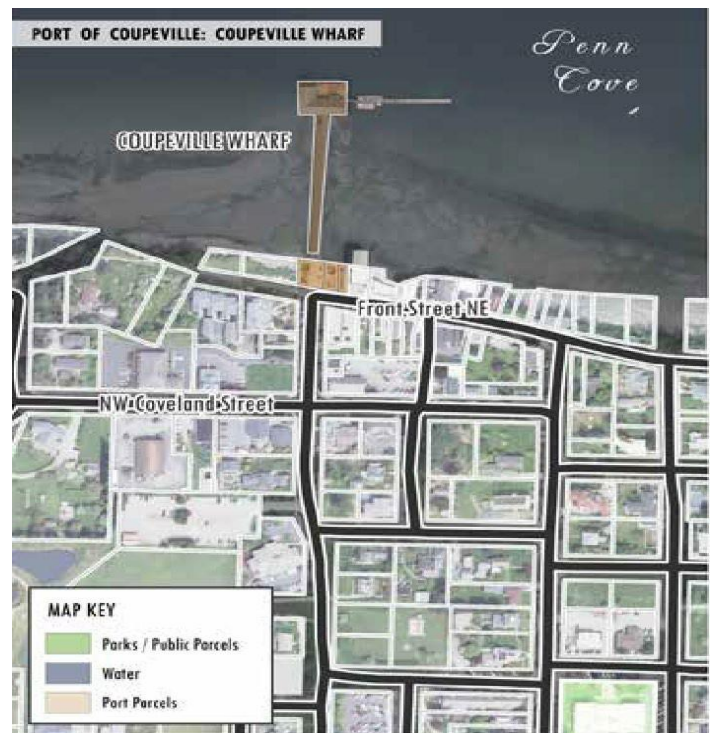 PORT OF COUPEVILLE: COUPEVILLE WHARF
Penn
Cove
COUPEVILLE WHARF
Front Street NE
NW Coveland Street
MAP KEY
Parks / Public Parcels
Water
Port Parcels